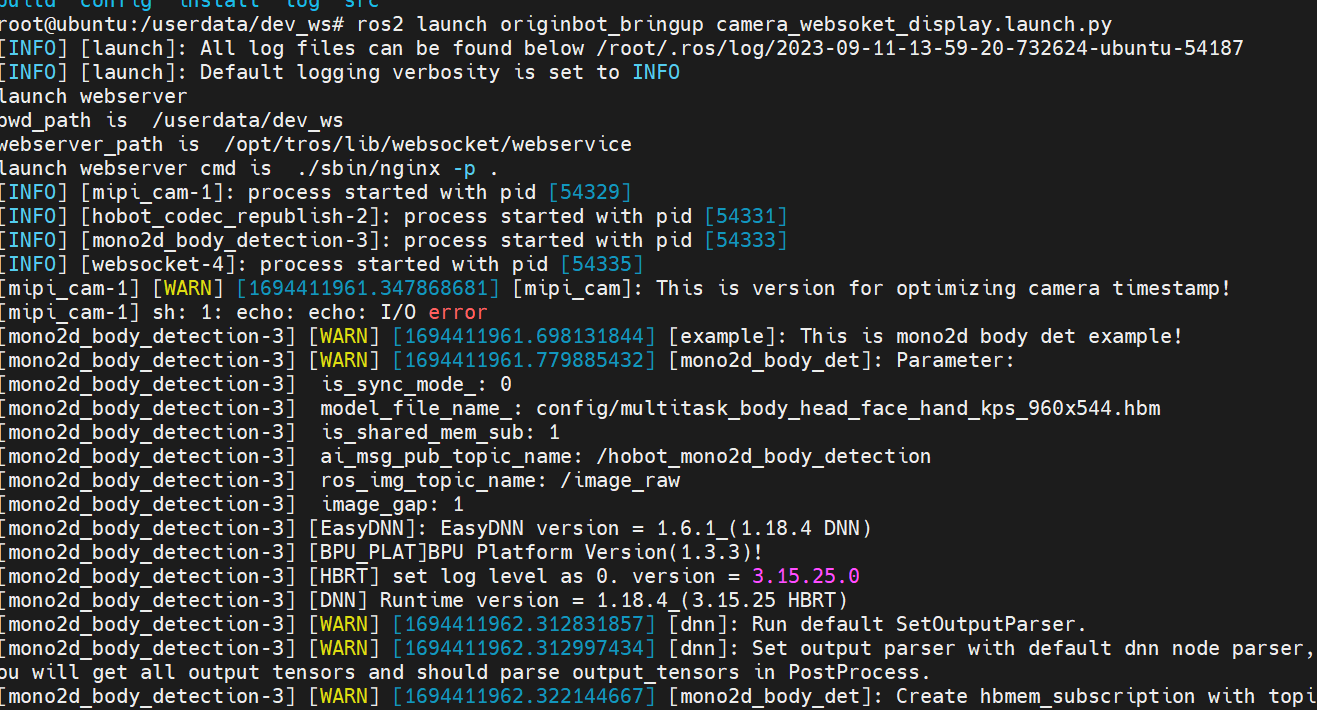 build config install log src
root@ubuntu:/userdata/dev_ws# ros2 launch originbot_bringup camera_websoket_display.launch.py
[INFO] [launch]: All log files can be found below /root/.ros/log/2023-09-11-13-59-20-732624-ubuntu-54187
[INFO] [launch]: Default logging verbosity is set to INFO
launch webserver
pwd_path is  /userdata/dev_ws
webserver_path is  /opt/tros/lib/websocket/webservice
launch webserver cmd is  ./sbin/nginx -p .
[INFO] [mipi_cam-1]: process started with pid [54329]
[INFO] [hobot_codec_republish-2]: process started with pid [54331]
[INFO] [mono2d_body_detection-3]: process started with pid [54333]
[INFO] [websocket-4]: process started with pid [54335]
[mipi_cam-1] [WARN] [1694411961.347868681] [mipi_cam]: This is version for optimizing camera timestamp!
[mipi_cam-1] sh: 1: echo: echo: I/O error
[mono2d_body_detection-3] [WARN] [1694411961.698131844] [example]: This is mono2d body det example!
[mono2d_body_detection-3] [WARN] [1694411961.779885432] [mono2d_body_det]: Parameter:
[mono2d_body_detection-3]  is_sync_mode_: 0
[mono2d_body_detection-3]  model_file_name_: config/multitask_body_head_face_hand_kps_960x544.hbm
[mono2d_body_detection-3]  is_shared_mem_sub: 1
[mono2d_body_detection-3]  ai_msg_pub_topic_name: /hobot_mono2d_body_detection
[mono2d_body_detection-3]  ros_img_topic_name: /image_raw
[mono2d_body_detection-3]  image_gap: 1
[mono2d_body_detection-3] [EasyDNN]: EasyDNN version = 1.6.1_(1.18.4 DNN)
[mono2d_body_detection-3] [BPU_PLAT]BPU Platform Version(1.3.3)!
[mono2d_body_detection-3] [HBRT] set log level as 0. version = 3.15.25.0
[mono2d_body_detection-3] [DNN] Runtime version = 1.18.4_(3.15.25 HBRT)
[mono2d_body_detection-3] [WARN] [1694411962.312831857] [dnn]: Run default SetOutputParser.
[mono2d_body_detection-3] [WARN] [1694411962.312997434] [dnn]: Set output parser with default dnn node parser,
ou will get all output tensors and should parse output_tensors in PostProcess.
[mono2d_body_detection-3] [WARN] [1694411962.322144667] [mono2d_body_det]: Create hbmem_subscription with topi